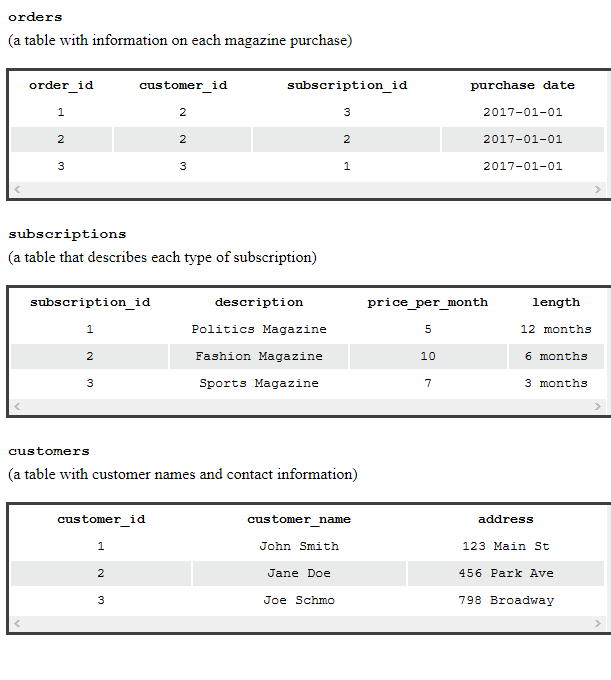 orders
(a table with information on each magazine purchase)
order_id customer_id subscription_id purchase date
1 2 3 2017-01-01
2 2 2 2017-01-01
3 3 1 2017-01-01
subscriptions
(a table that describes each type of subscription)
subscription_id description price_per_month length
1 Politics Magazine 5 12 months
2 Fashion Magazine 10 6 months
3 Sports Magazine 7 3 months
customers
(a table with customer names and contact information)
customer_id customer_name address
1 John Smith 123 Main St
2 Jane Doe 456 Park Ave
3 Joe Schmo 798 Broadway